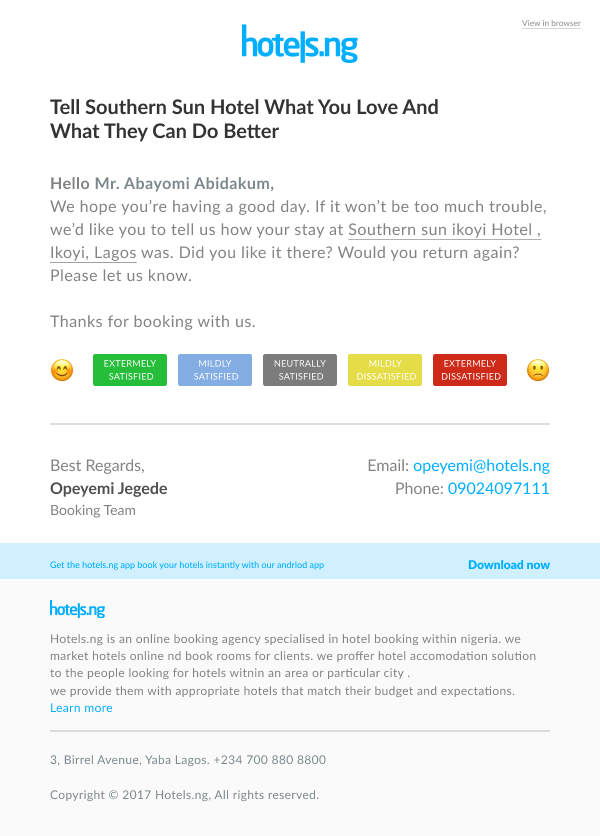 View in browser
hotels.ng
Tell Southern Sun Hotel What You Love And
What They Can Do Better
Hello Mr. Abayomi Abidakum,
We hope you're having a good day. If it won't be too much trouble,
we'd like you to tell us how your stay at Southern sun ikoyi Hotel ,
Ikoyi, Lagos was. Did you like it there? Would you return again?
Please let us know.
Thanks for booking with us.
EXTERMELY
SATISFIED
MILDLY
SATISFIED
NEUTRALLY
SATISFIED
MILDLY
DISSATISFIED
EXTERMELY
DISSATISFIED
Best Regards,
Opeyemi Jegede
Booking Team
Email: opeyemi@hotels.ng
Phone: 09024097111
Get the hotels.ng app book your hotels instantly with our andriod app
Download now
hotels.ng
Hotels.ng is an online booking agency specialised in hotel booking within nigeria. we
market hotels online nd book rooms for clients. we proffer hotel accomodation solution
to the people looking for hotels witnin an area or particular city .
we provide them with appropriate hotels that match their budget and expectations.
Learn more
3, Birrel Avenue, Yaba Lagos. +234 700 880 8800
Copyright © 2017 Hotels.ng, All rights reserved.